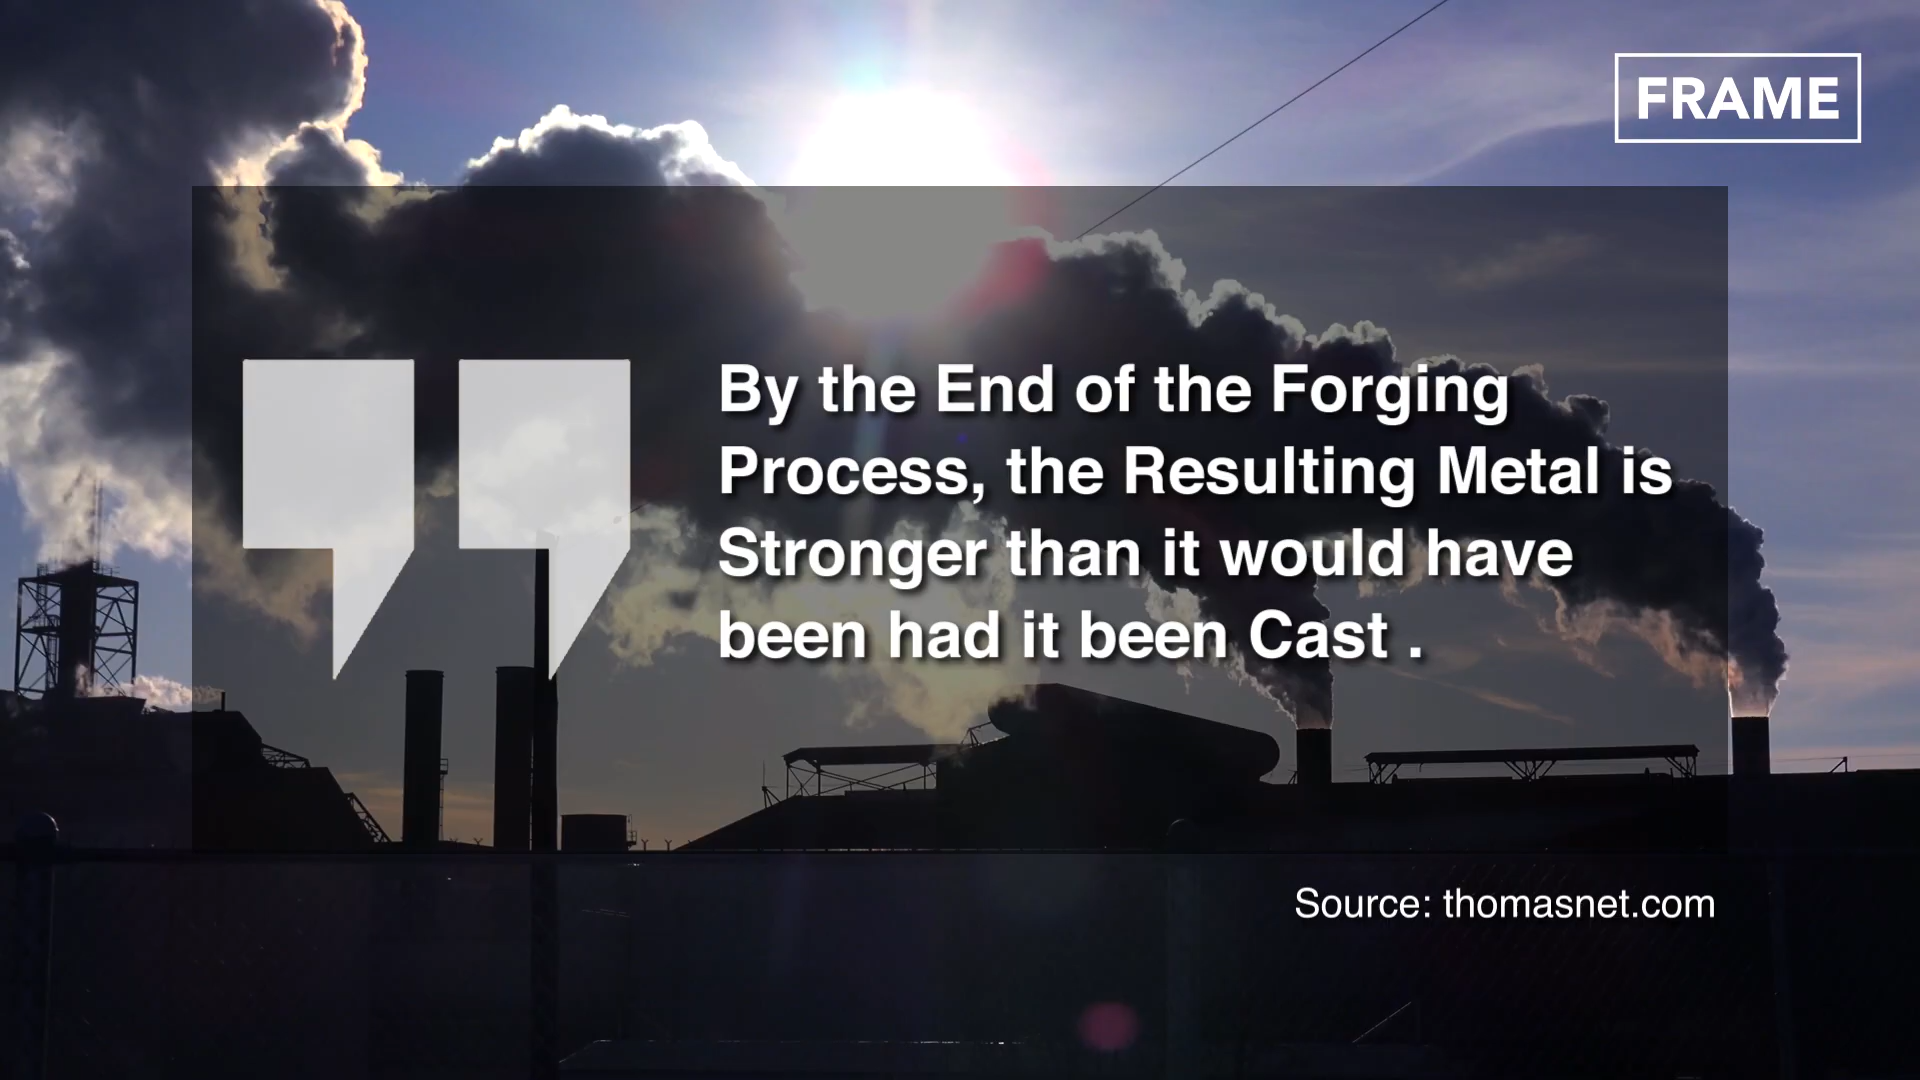 FRAME
By the End of the Forging
Process, the Resulting Metal is
Stronger than it would have
been had it been Cast .
Source: thomasnet.com